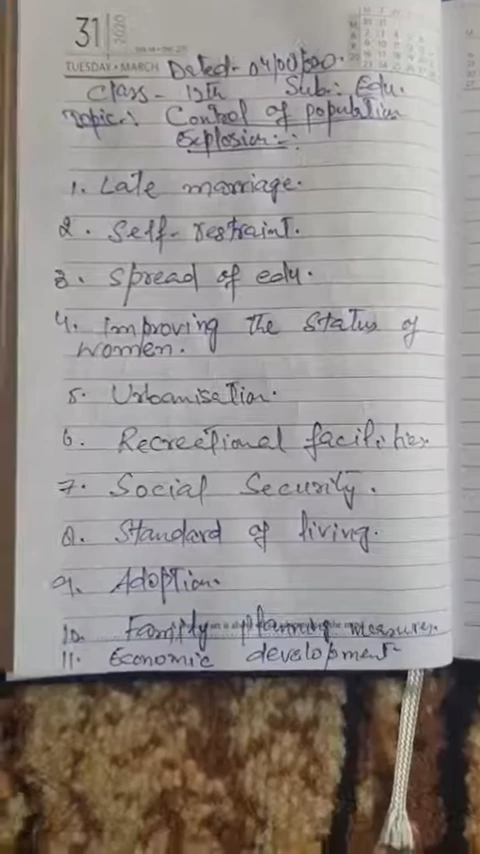 31 2020
TUESDAY • MARCH Dated- 04/08/020.
Class - 12th Sub: Edu.
Topic: Control of population
Explosion::
1. Late marriage.
2. Self-restraint.
3. Spread of edu.
4. Improving the status of
women.
5. Urbanisation.
6. Recreational facilities.
7. Social Security.
8. Standard of living.
9. Adoption.
10. Family planning measures.
11. Economic development